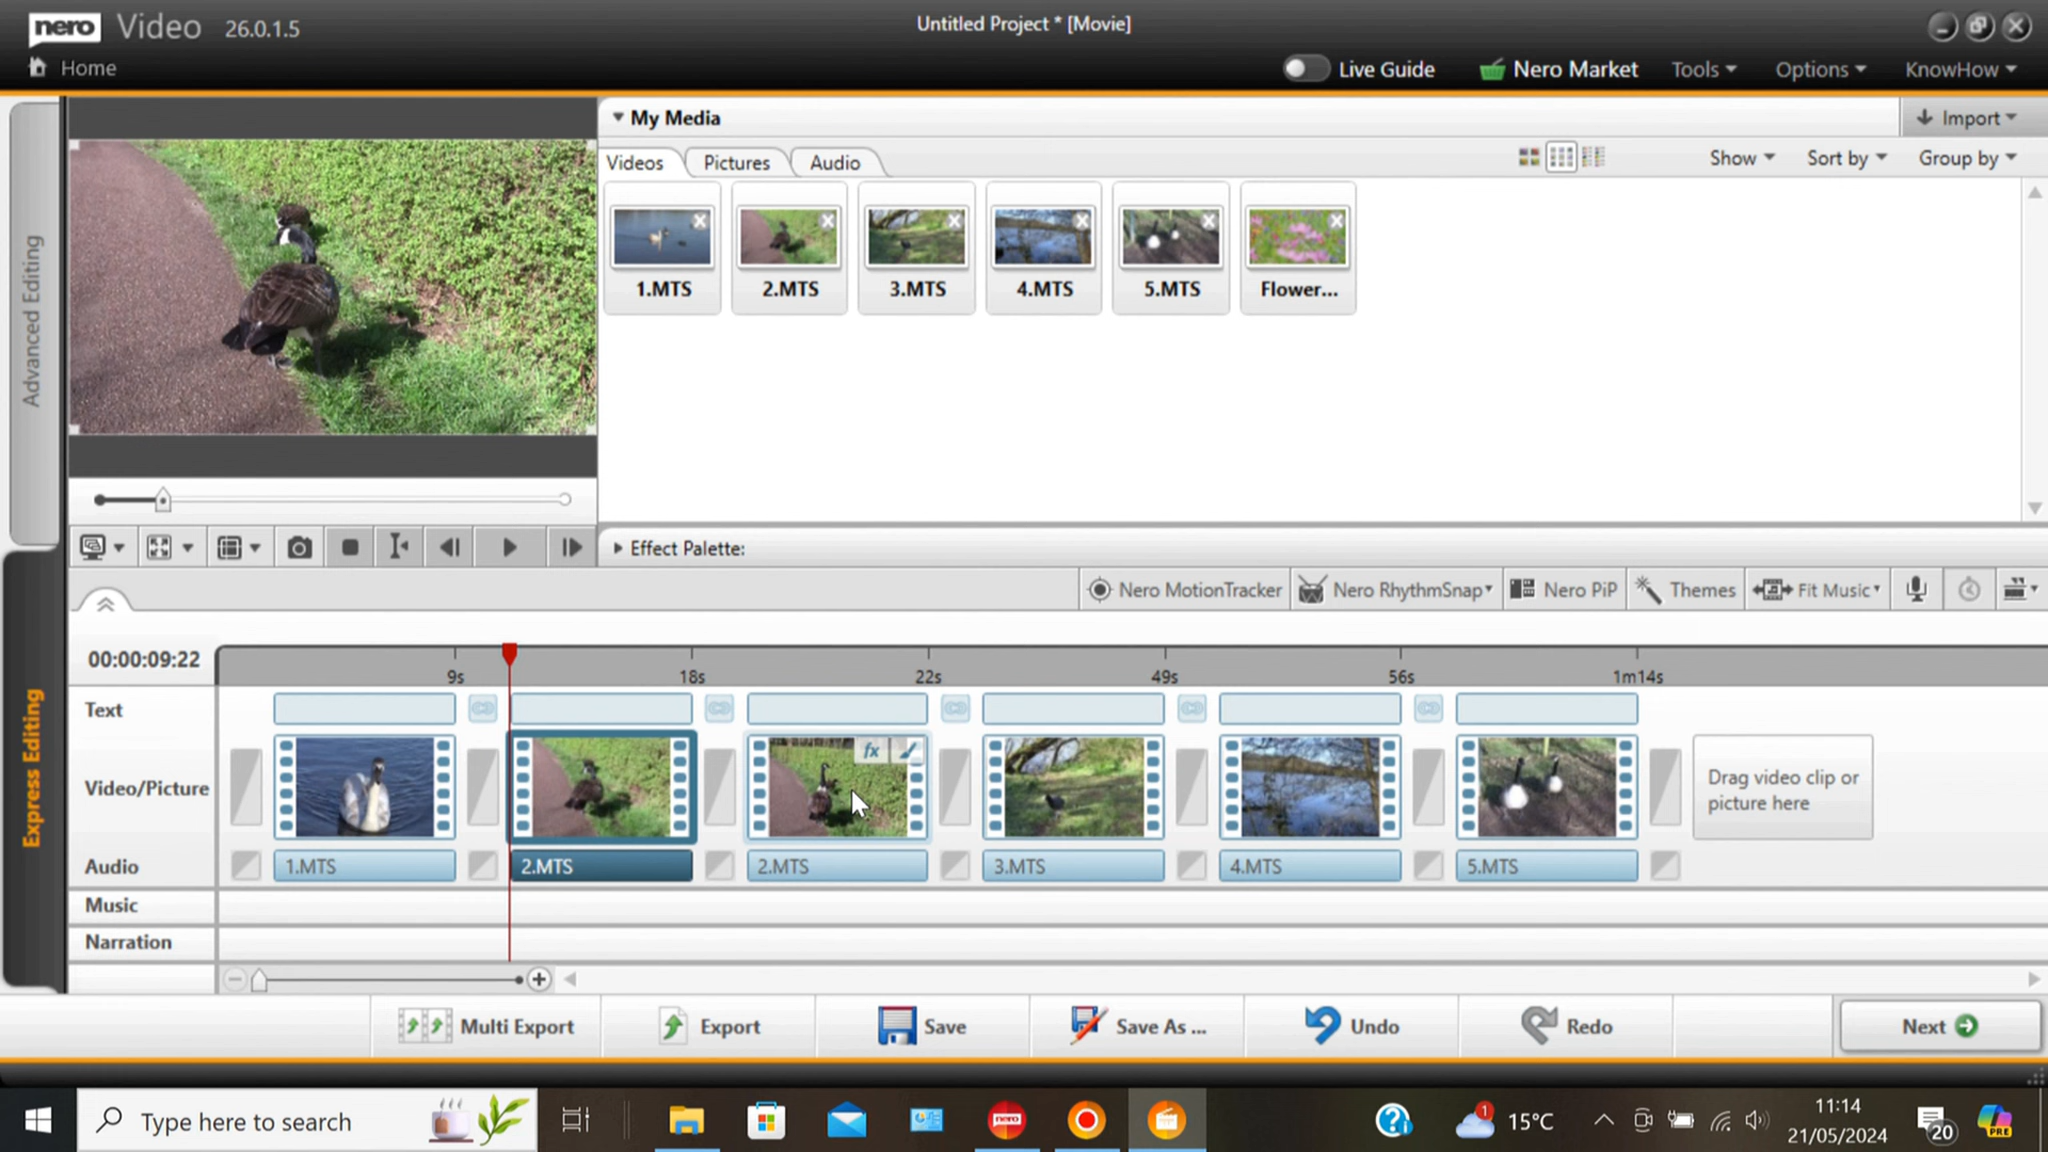 nero Video 26.0.1.5
Untitled Project * [Movie]
Home
Live Guide
Nero Market
Tools
Options
KnowHow
Advanced Editing
Express Editing
My Media
Import
Videos
Pictures
Audio
Show
Sort by
Group by
1.MTS
2.MTS
3.MTS
4.MTS
5.MTS
Flower...
Effect Palette:
Nero MotionTracker
Nero RhythmSnap
Nero PiP
Themes
Fit Music
00:00:09:22
9s
18s
22s
49s
56s
1m14s
Text
Video/Picture
fx
Drag video clip or
picture here
Audio
1.MTS
2.MTS
2.MTS
3.MTS
4.MTS
5.MTS
Music
Narration
Multi Export
Export
Save
Save As ...
Undo
Redo
Next
Type here to search
nero
1
15°C
11:14
21/05/2024
20
PRE